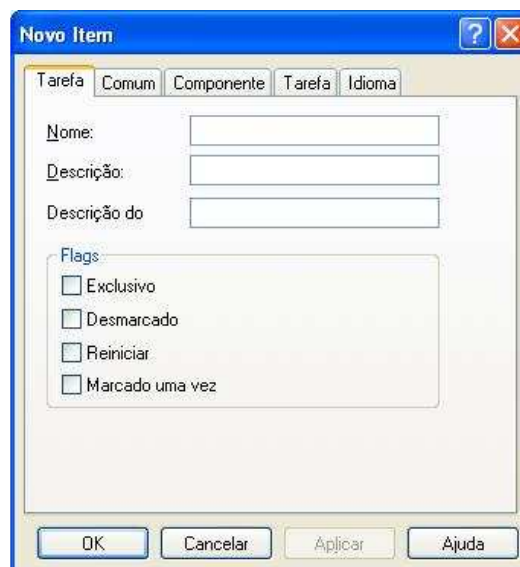 Novo Item
Tarefa Comum Componente Tarefa Idioma
Nome:
Descrição:
Descrição do
Flags
Exclusivo
Desmarcado
Reiniciar
Marcado uma vez
OK Cancelar Aplicar Ajuda